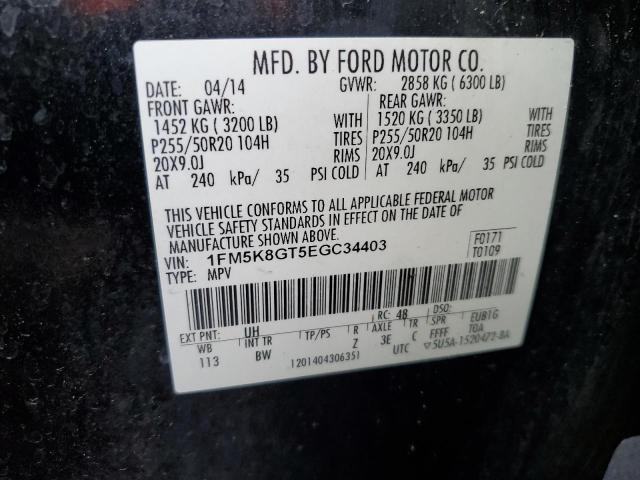 MFD. BY FORD MOTOR CO.
DATE: 04/14 GVWR: 2858 KG ( 6300 LB)
FRONT GAWR: REAR GAWR:
1452 KG ( 3200 LB) WITH 1520 KG ( 3350 LB) WITH
P255/50R20 104H TIRES P255/50R20 104H TIRES
20X9.0J RIMS 20X9.0J RIMS
AT 240 kPa/ 35 PSI COLD AT 240 kPa/ 35 PSI COLD
THIS VEHICLE CONFORMS TO ALL APPLICABLE FEDERAL MOTOR
VEHICLE SAFETY STANDARDS IN EFFECT ON THE DATE OF
MANUFACTURE SHOWN ABOVE.
VIN: 1FM5K8GT5EGC34403 F0171
TYPE: MPV T0109
EXT PNT: UH RC: 48 DSO:
WB INT TR TP/PS R AXLE TR SPR EUB1G
113 BW Z 3E C FFFF T0A
1201404306351 UTC ▽5U5A-1520472-BA